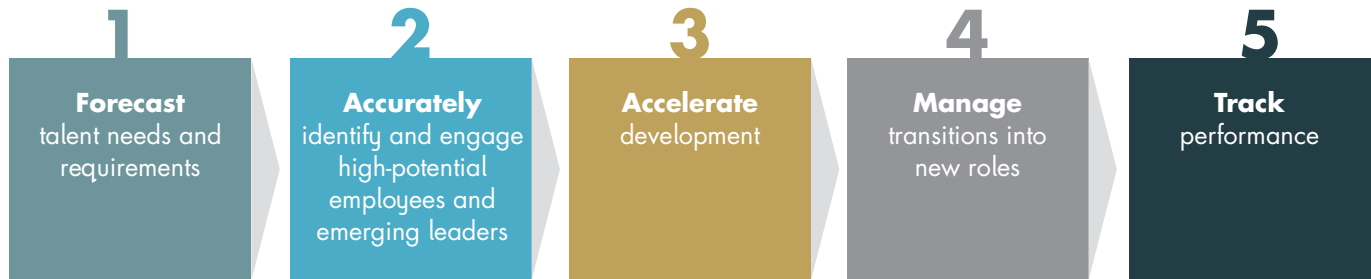 1
Forecast
talent needs and
requirements
2
Accurately
identify and engage
high-potential
employees and
emerging leaders
3
Accelerate
development
4
Manage
transitions into
new roles
5
Track
performance